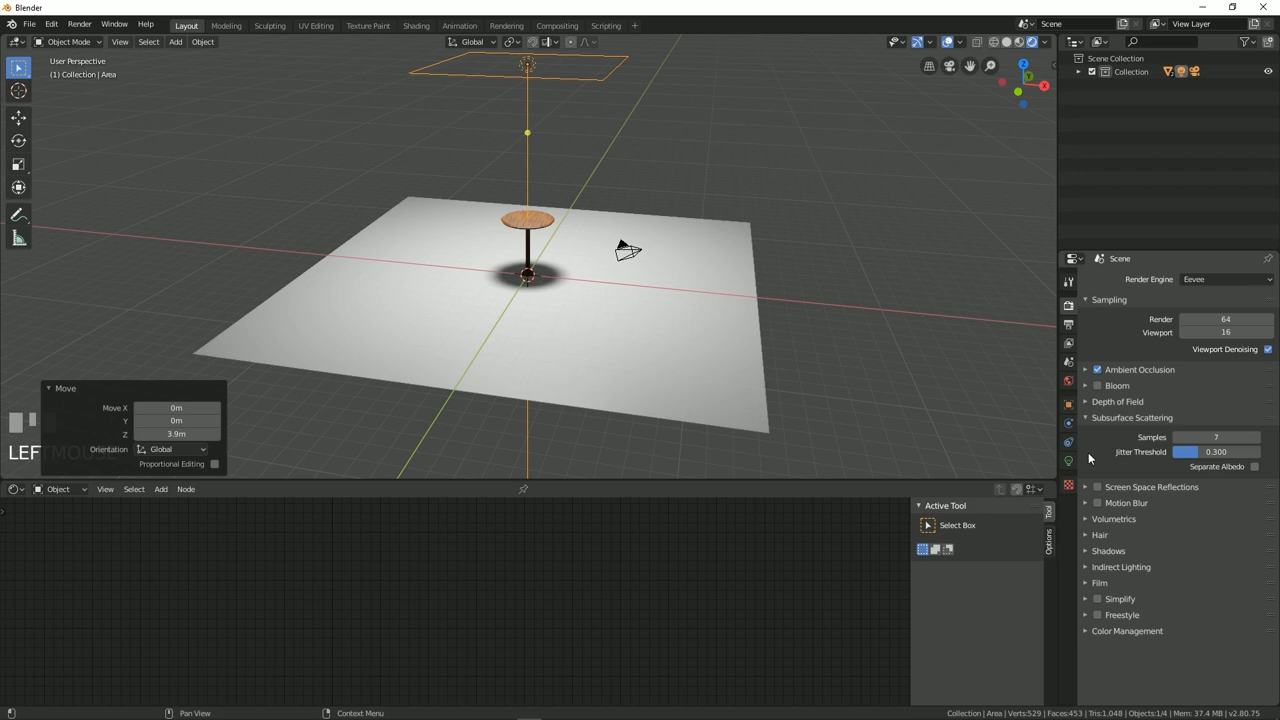 Blender
File Edit Render Window Help Layout Modeling Sculpting UV Editing Texture Paint Shading Animation Rendering Compositing Scripting + Scene View Layer
Object Mode View Select Add Object Global
User Perspective
(1) Collection | Area
Z
Y
X
Scene Collection
Collection
Scene
Render Engine Eevee
Sampling
Render 64
Viewport 16
Viewport Denoising
Ambient Occlusion
Bloom
Depth of Field
Subsurface Scattering
Samples 7
Jitter Threshold 0.300
Separate Albedo
Screen Space Reflections
Motion Blur
Volumetrics
Hair
Shadows
Indirect Lighting
Film
Simplify
Freestyle
Color Management
Move
Move X 0m
Y 0m
Z 3.9m
Orientation Global
Proportional Editing
Object View Select Add Node
Active Tool
Select Box
Tool
Options
Pan View Context Menu Collection | Area | Verts:529 | Faces:453 | Tris:1,048 | Objects:1/4 | Mem: 37.4 MB | v2.80.75